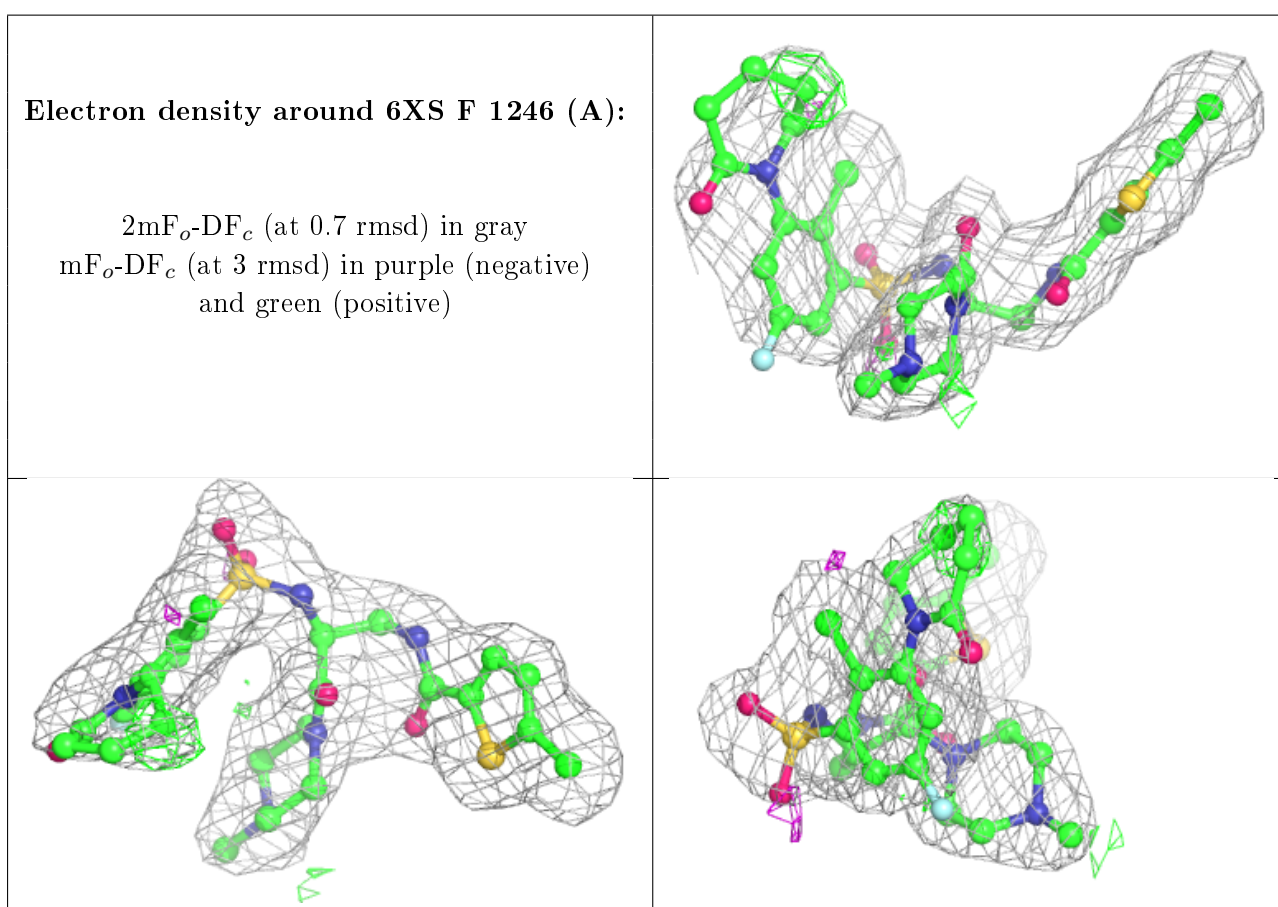 Electron density around 6XS F 1246 (A):
2mFo-DFc (at 0.7 rmsd) in gray
mFo-DFc (at 3 rmsd) in purple (negative)
and green (positive)